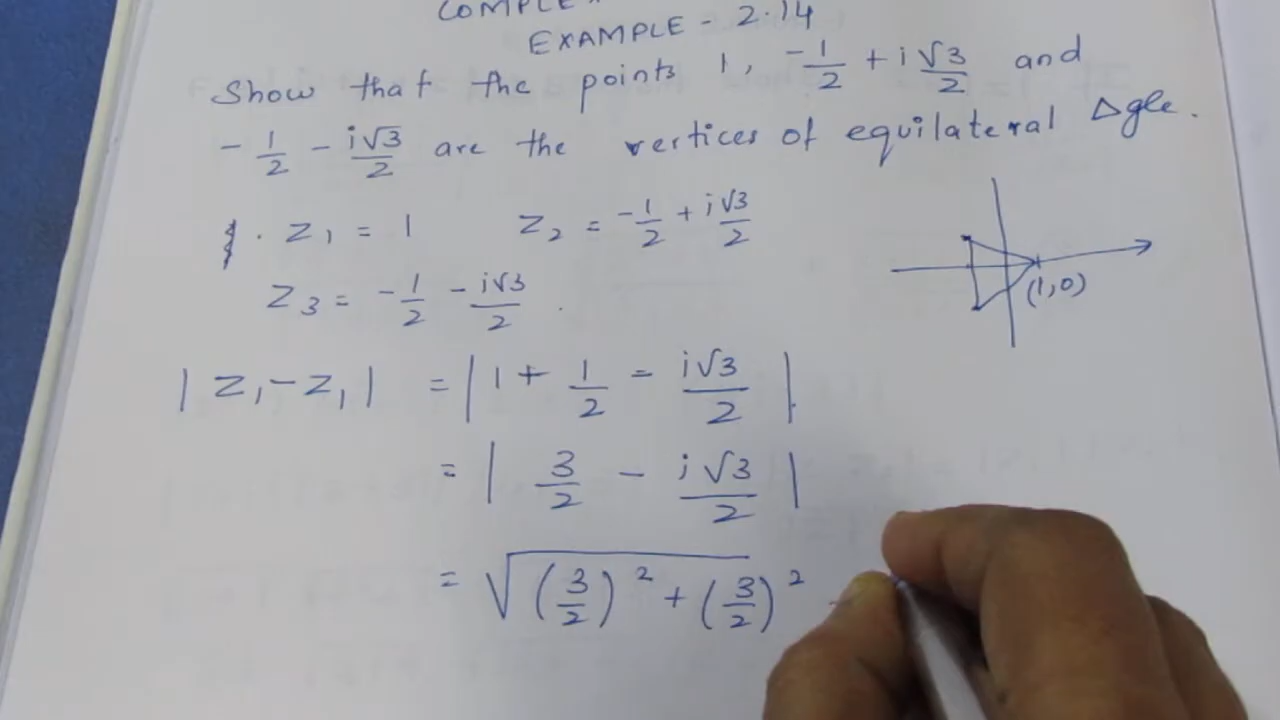 COMPLEX
EXAMPLE - 2.14
Show that the points 1, -1/2 + i√3/2 and
-1/2 - i√3/2 are the vertices of equilateral Δgle.
z₁ = 1 z₂ = -1/2 + i√3/2
z₃ = -1/2 - i√3/2 .
(1,0)
|z₁ - z₁| = |1 + 1/2 - i√3/2|
= |3/2 - i√3/2|
= √(3/2)² + (3/2)²